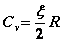 C_v = ξ/2 R